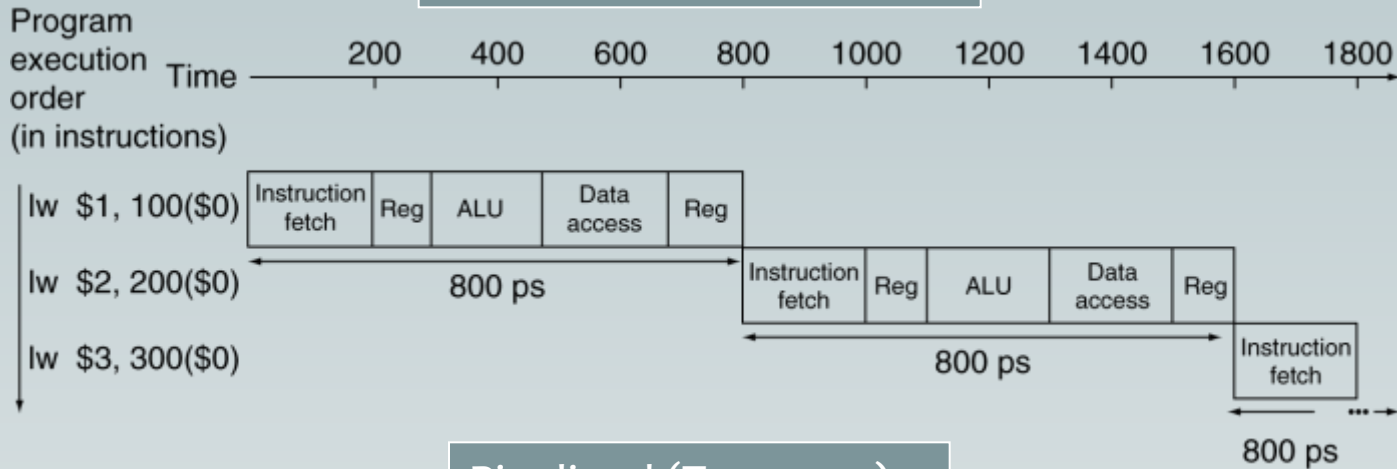 Program
execution
order
(in instructions)
Time
200 400 600 800 1000 1200 1400 1600 1800
lw $1, 100($0)
Instruction fetch
Reg
ALU
Data access
Reg
800 ps
lw $2, 200($0)
Instruction fetch
Reg
ALU
Data access
Reg
800 ps
lw $3, 300($0)
Instruction fetch
...
800 ps